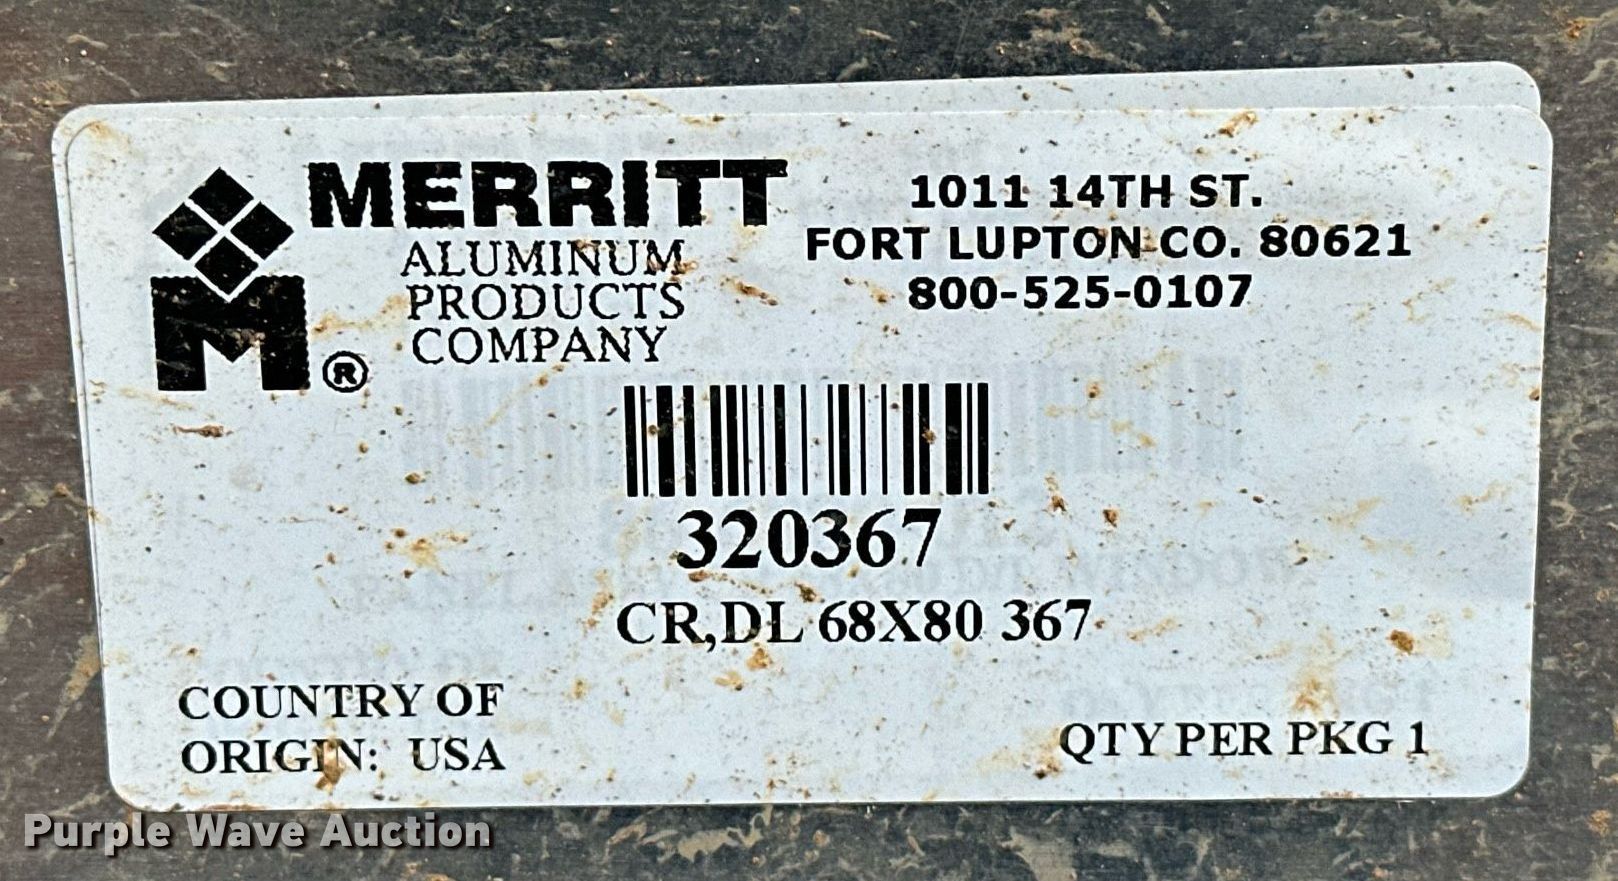 MERRITT
ALUMINUM
PRODUCTS
COMPANY
M®
1011 14TH ST.
FORT LUPTON CO. 80621
800-525-0107
320367
CR,DL 68X80 367
COUNTRY OF
ORIGIN: USA
QTY PER PKG 1
Purple Wave Auction